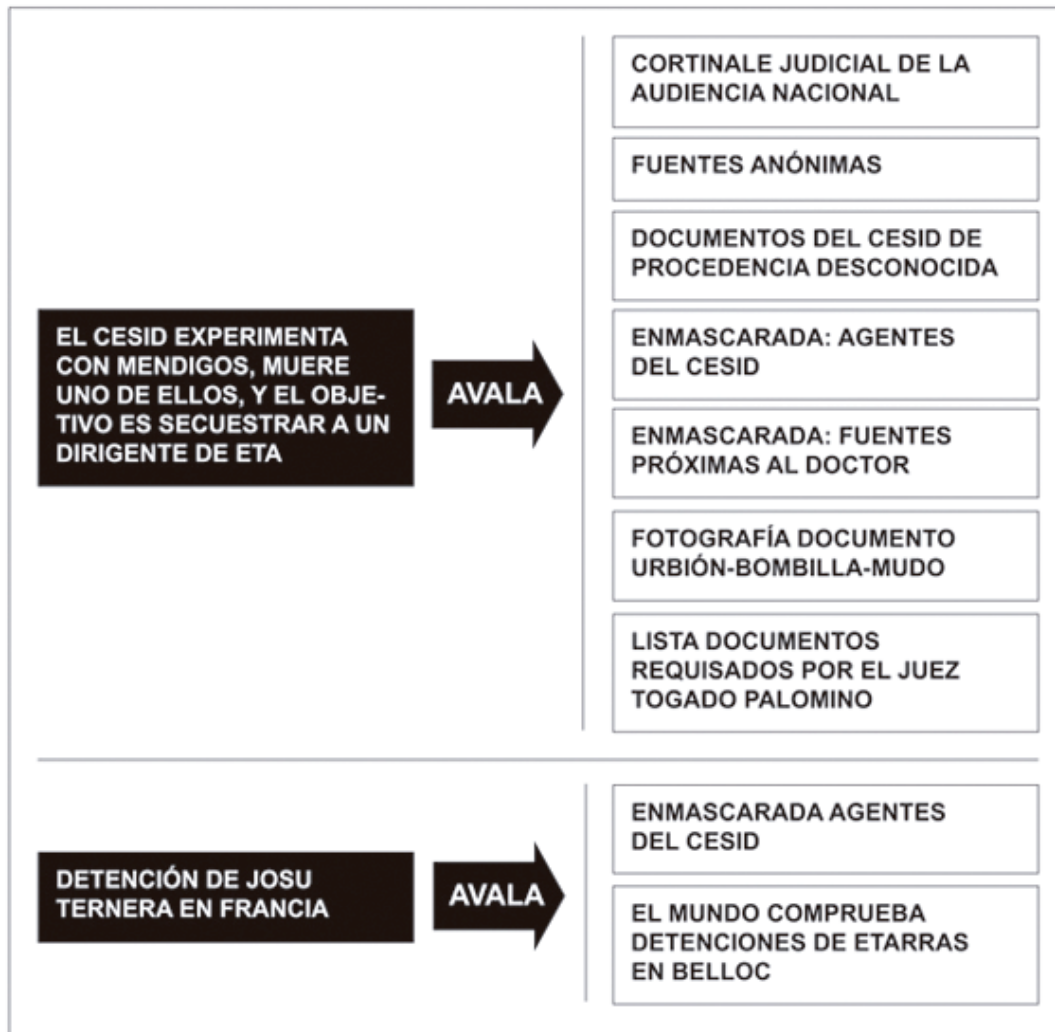 EL CESID EXPERIMENTA
CON MENDIGOS, MUERE
UNO DE ELLOS, Y EL OBJE-
TIVO ES SECUESTRAR A UN
DIRIGENTE DE ETA
AVALA
CORTINALE JUDICIAL DE LA
AUDIENCIA NACIONAL
FUENTES ANÓNIMAS
DOCUMENTOS DEL CESID DE
PROCEDENCIA DESCONOCIDA
ENMASCARADA: AGENTES
DEL CESID
ENMASCARADA: FUENTES
PRÓXIMAS AL DOCTOR
FOTOGRAFÍA DOCUMENTO
URBIÓN-BOMBILLA-MUDO
LISTA DOCUMENTOS
REQUISADOS POR EL JUEZ
TOGADO PALOMINO
DETENCIÓN DE JOSU
TERNERA EN FRANCIA
AVALA
ENMASCARADA AGENTES
DEL CESID
EL MUNDO COMPRUEBA
DETENCIONES DE ETARRAS
EN BELLOC